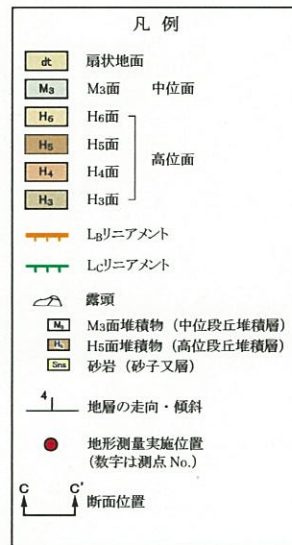 凡 例
dt 扇状地面
M3 M3面 中位面
H6 H6面
H5 H5面
高位面
H4 H4面
H3 H3面
LBリニアメント
LCリニアメント
露頭
M3 M3面堆積物（中位段丘堆積層）
H5 H5面堆積物（高位段丘堆積層）
Sns 砂岩（砂子又層）
4 地層の走向・傾斜
地形測量実施位置
（数字は測点 No.）
C C' 断面位置